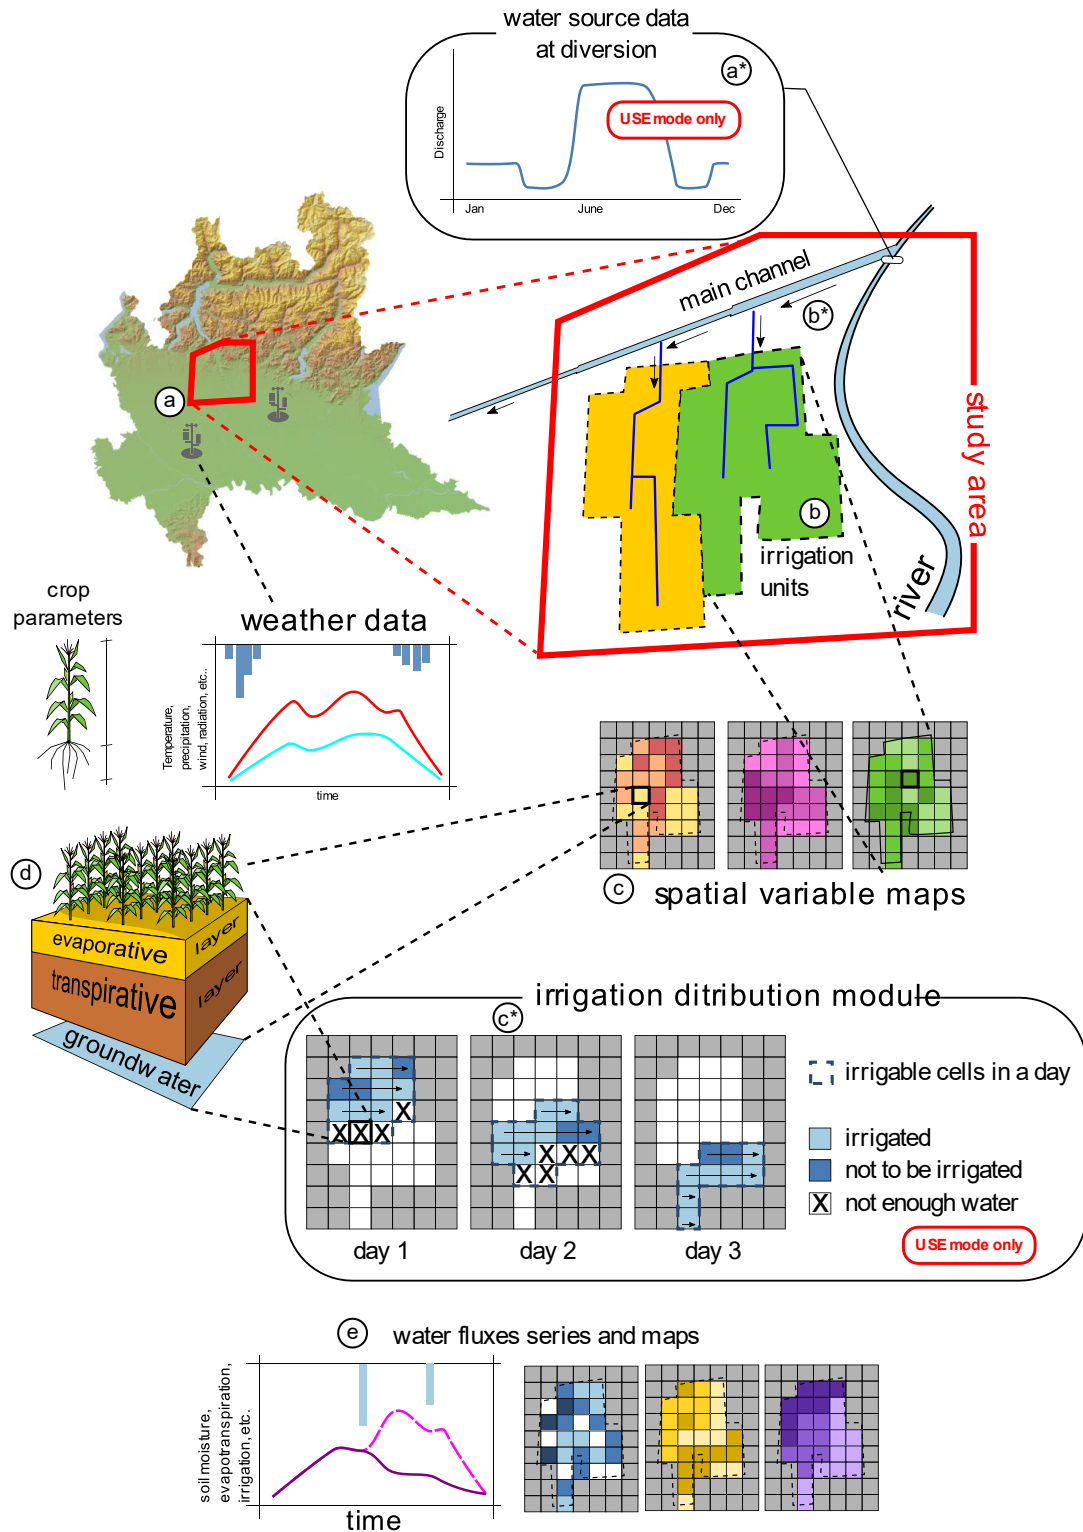 water source data
at diversion
a*
USE mode only
Discharge
Jan
June
Dec
main channel
b*
a
study area
b
irrigation
units
river
crop
parameters
weather data
Temperature,
precipitation,
wind, radiation, etc..
time
d
c
spatial variable maps
evaporative
layer
transpirative
layer
groundwater
irrigation ditribution module
c*
irrigable cells in a day
X
X X X
X X X
X X
irrigated
not to be irrigated
X
not enough water
day 1
day 2
day 3
USE mode only
e
water fluxes series and maps
soil moisture,
evapotranspiration,
irrigation, etc.
time